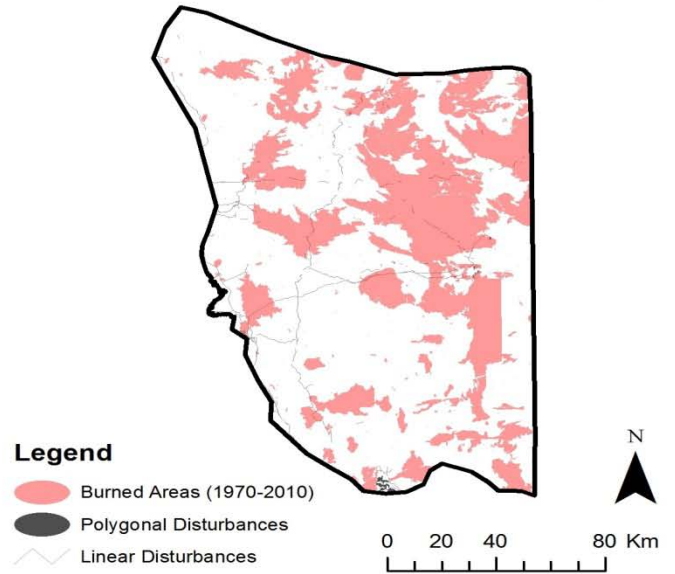 Legend
Burned Areas (1970-2010)
Polygonal Disturbances
Linear Disturbances
N
0 20 40 80 Km